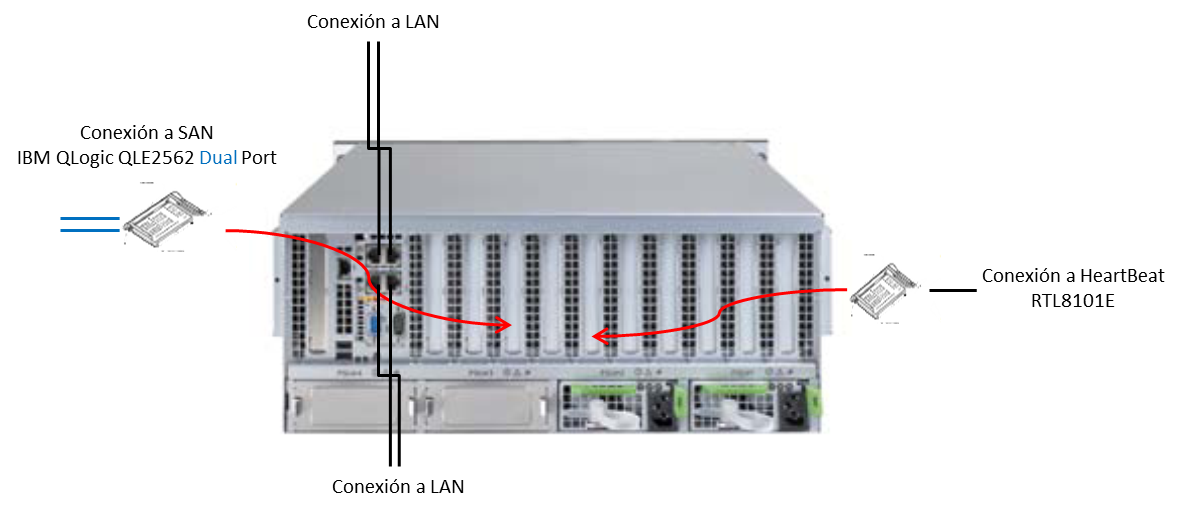 Conexión a LAN
Conexión a SAN
IBM QLogic QLE2562 Dual Port
Conexión a HeartBeat
RTL8101E
Conexión a LAN